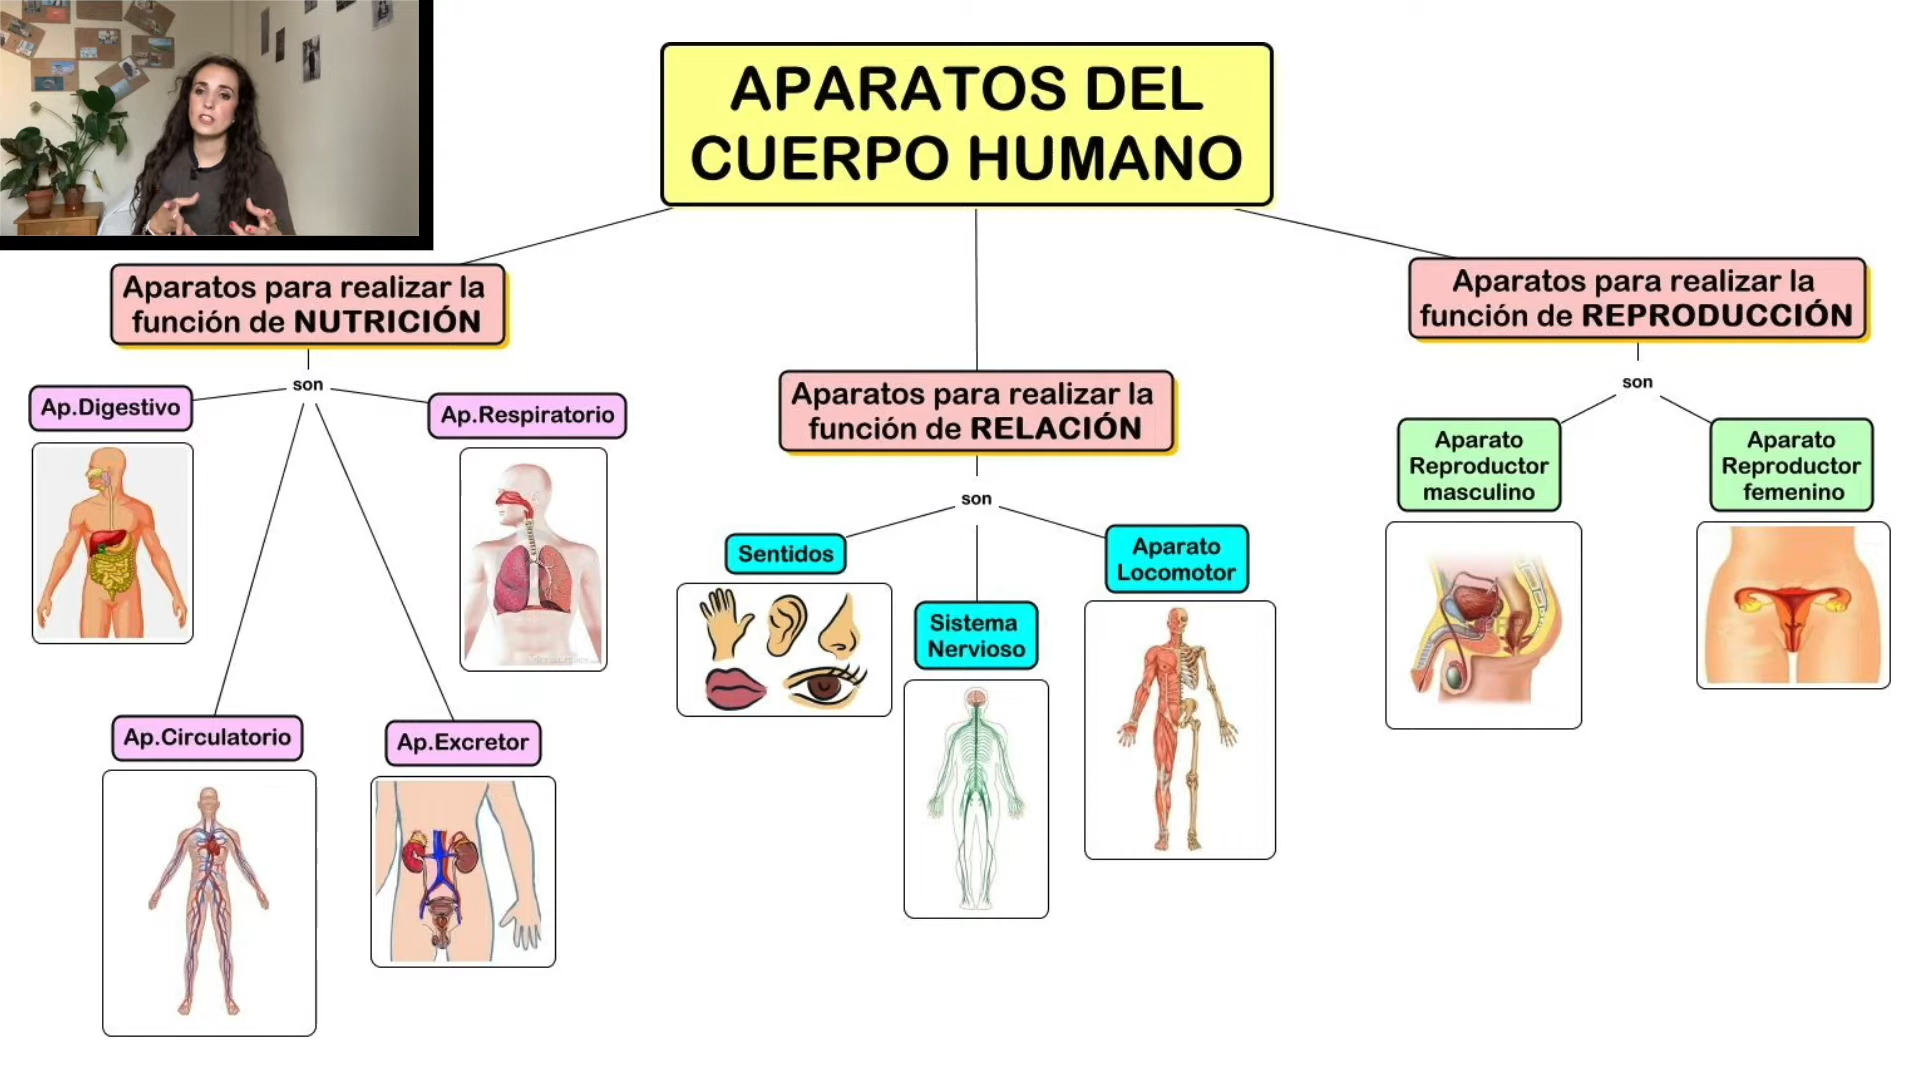 APARATOS DEL
CUERPO HUMANO
Aparatos para realizar la
función de NUTRICIÓN
son
Ap.Digestivo
Ap.Respiratorio
Ap.Circulatorio
Ap.Excretor
Aparatos para realizar la
función de RELACIÓN
son
Sentidos
Sistema
Nervioso
Aparato
Locomotor
Aparatos para realizar la
función de REPRODUCCIÓN
son
Aparato
Reproductor
masculino
Aparato
Reproductor
femenino